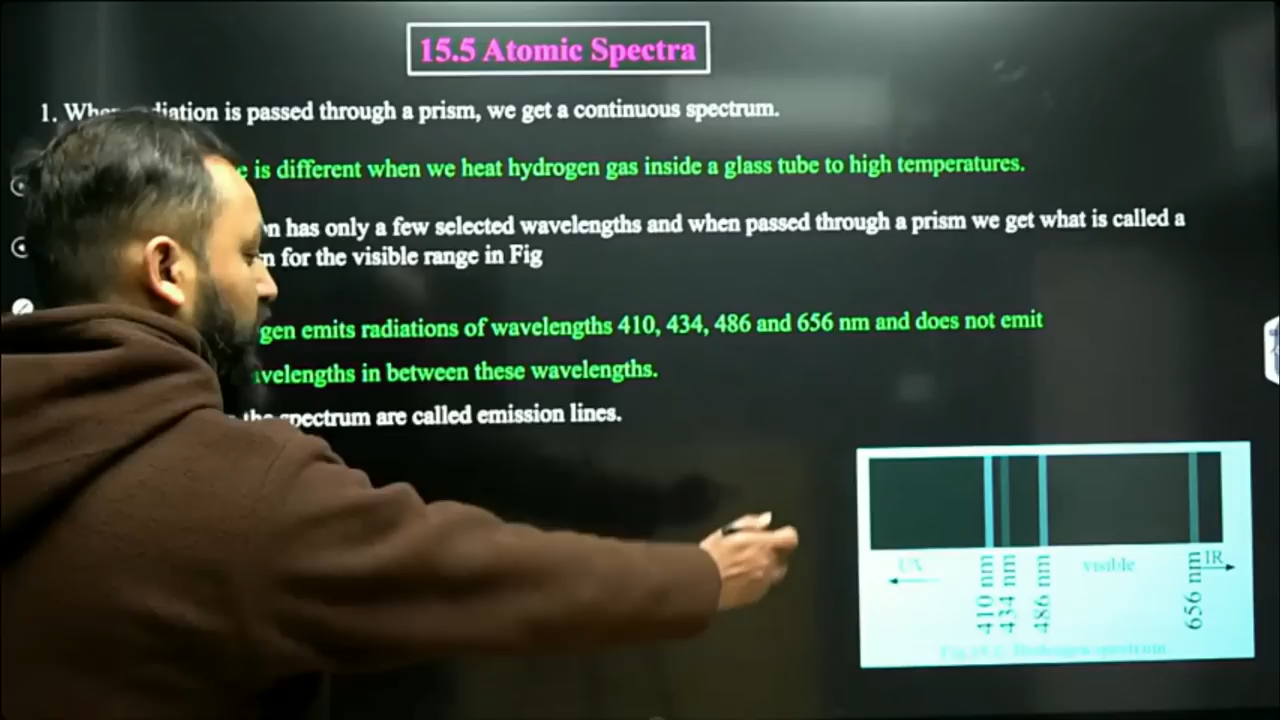 15.5 Atomic Spectra
1. When radiation is passed through a prism, we get a continuous spectrum.
is different when we heat hydrogen gas inside a glass tube to high temperatures.
has only a few selected wavelengths and when passed through a prism we get what is called a
for the visible range in Fig
gen emits radiations of wavelengths 410, 434, 486 and 656 nm and does not emit
velengths in between these wavelengths.
the spectrum are called emission lines.
UV
visible
IR
410 nm
434 nm
486 nm
656 nm
Hydrogen spectrum